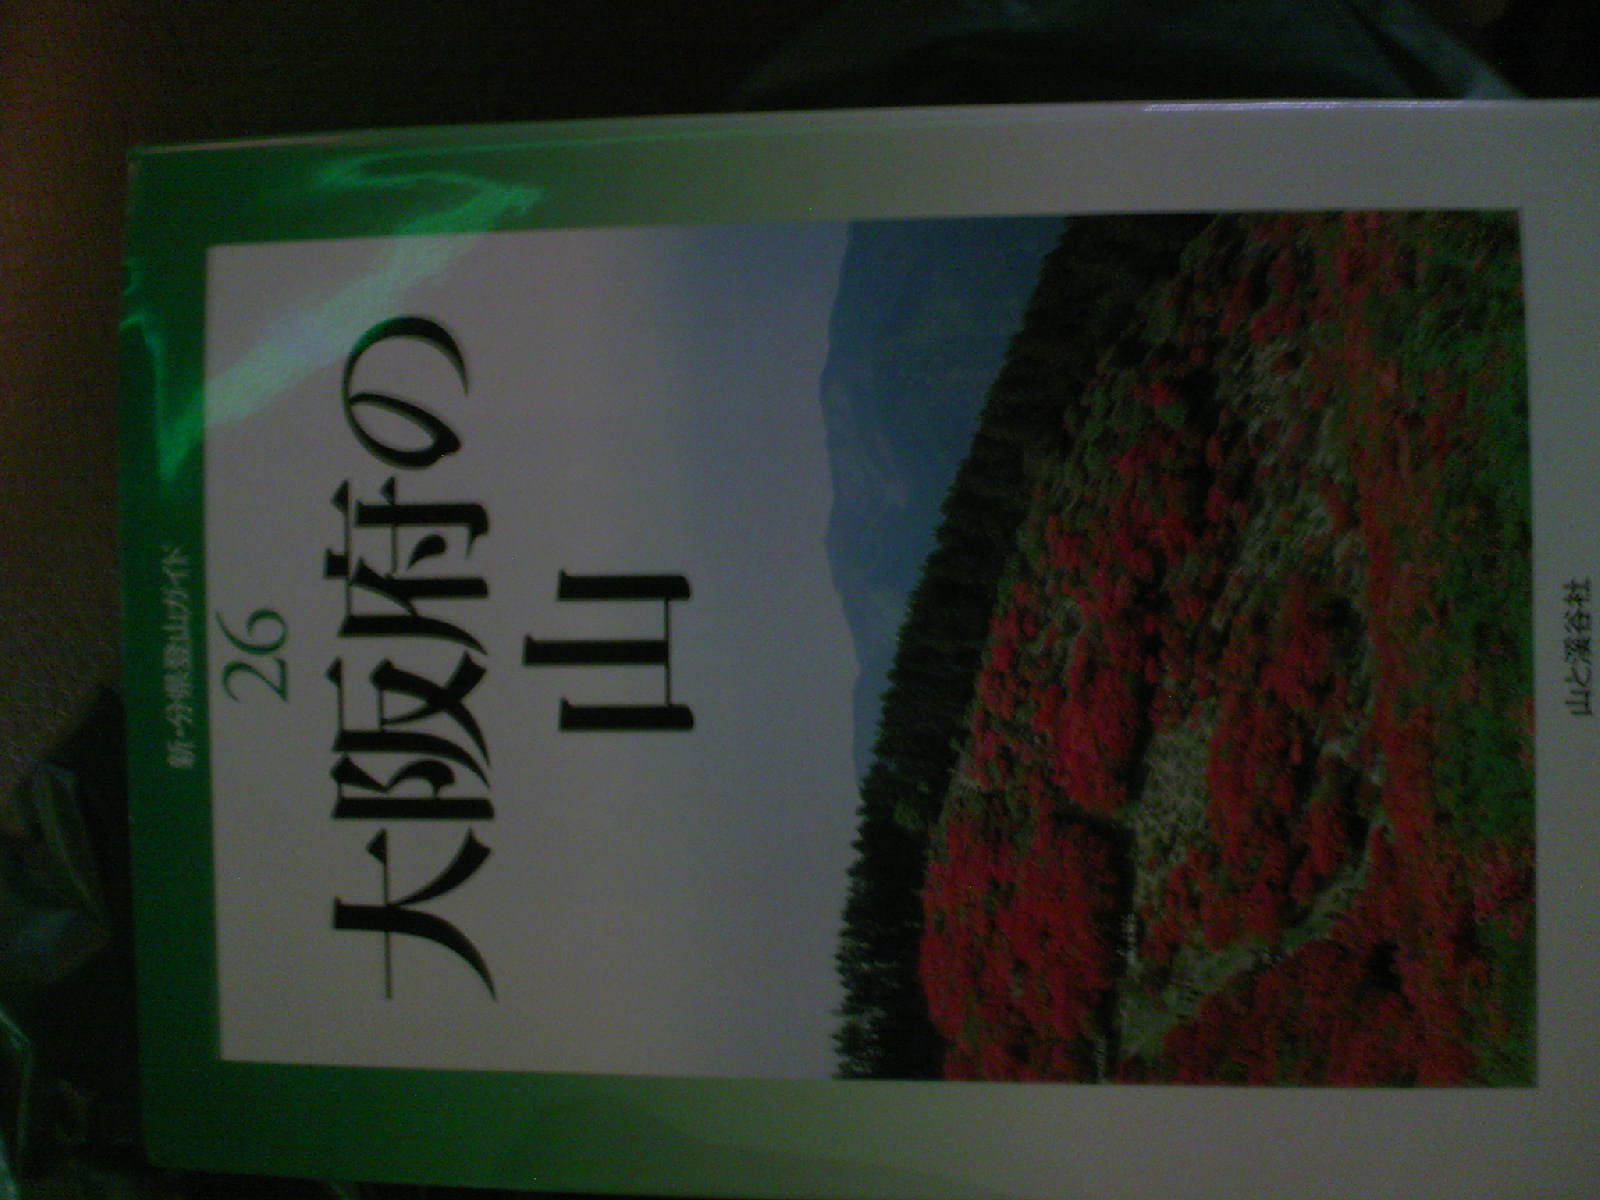 新・分県登山ガイド
26
大阪府の
山
山と溪谷社